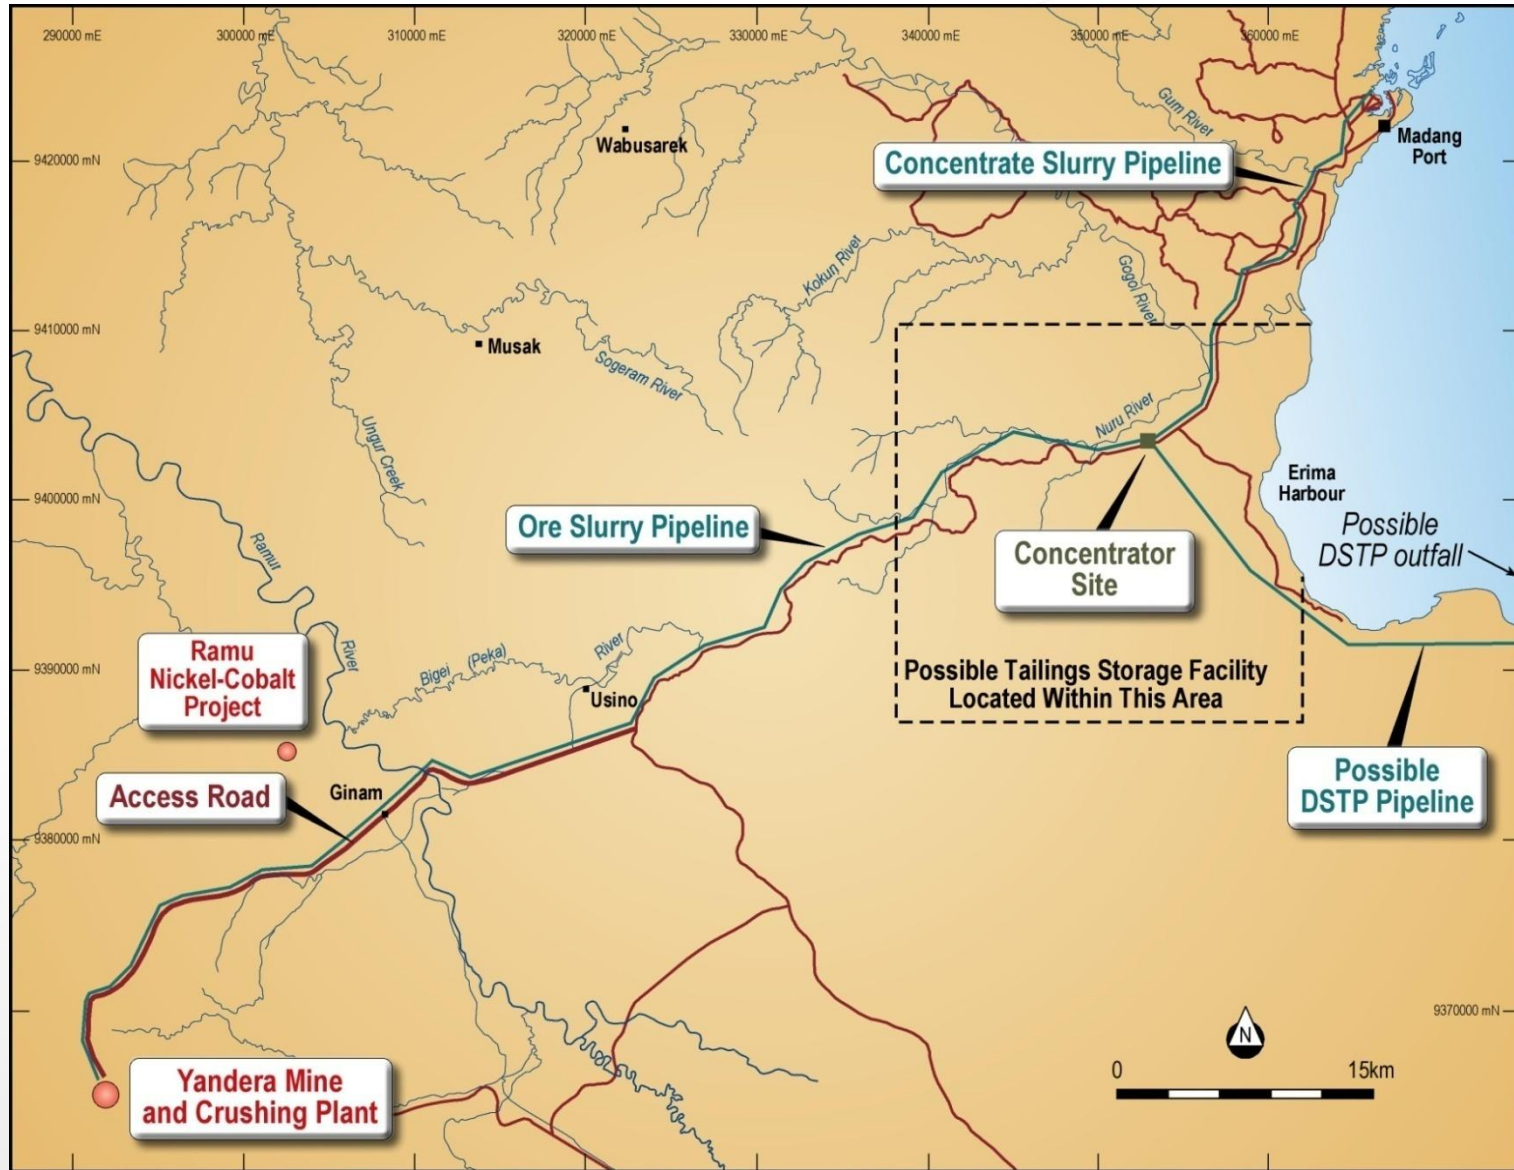 290000 mE
300000 mE
310000 mE
320000 mE
330000 mE
340000 mE
350000 mE
360000 mE
Gum River
Wabusarek
Madang
Port
9420000 mN
Concentrate Slurry Pipeline
Kokun River
Gogol River
9410000 mN
Musak
Sogeram River
Ungur Creek
Nuru River
Erima
Harbour
9400000 mN
Ore Slurry Pipeline
Possible
DSTP outfall
Concentrator
Site
Ramur
River
Ramu
Nickel-Cobalt
Project
Bigei (Peka)
River
9390000 mN
Usino
Possible Tailings Storage Facility
Located Within This Area
Access Road
Ginam
Possible
DSTP Pipeline
9380000 mN
9370000 mN
N
0
15km
Yandera Mine
and Crushing Plant